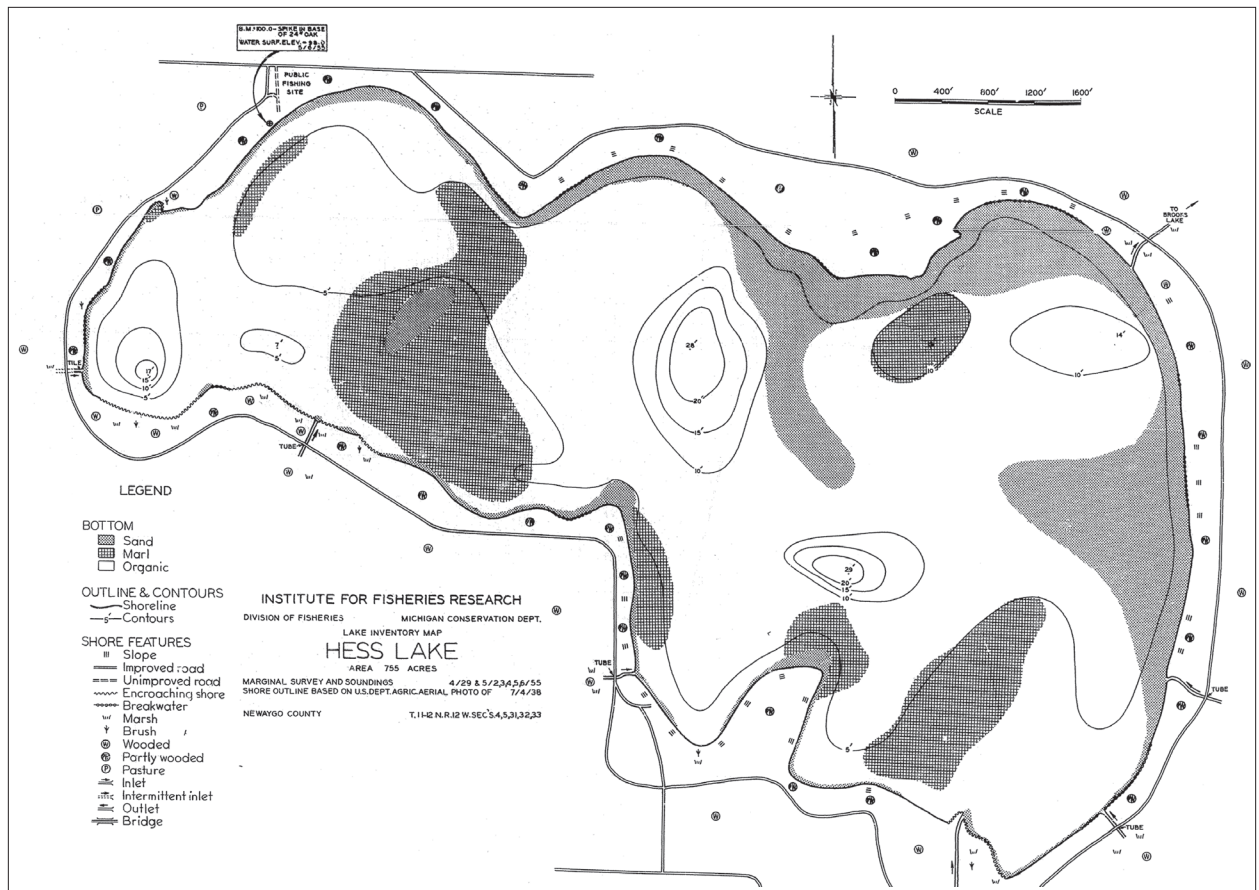 B.M. 100.0 - SPIKE IN BASE
OF 24" OAK
WATER SURF. ELEV. -
5/6/55
PUBLIC
FISHING
SITE
0 400' 800' 1200' 1600'
SCALE
TO
BROOKS
LAKE
TILE
TUBE
TUBE
TUBE
TUBE
5'
7'
5'
17'
15'
10'
5'
28'
20'
15'
10'
14'
10'
10'
29'
20'
15'
10'
5'
LEGEND
BOTTOM
Sand
Marl
Organic
OUTLINE & CONTOURS
Shoreline
5' Contours
SHORE FEATURES
Slope
Improved road
Unimproved road
Encroaching shore
Breakwater
Marsh
Brush
W Wooded
PW Partly wooded
P Pasture
Inlet
Intermittent inlet
Outlet
Bridge
INSTITUTE FOR FISHERIES RESEARCH
DIVISION OF FISHERIES MICHIGAN CONSERVATION DEPT.
LAKE INVENTORY MAP
HESS LAKE
AREA 755 ACRES
MARGINAL SURVEY AND SOUNDINGS 4/29 & 5/2,3,4,5,6/55
SHORE OUTLINE BASED ON U.S. DEPT. AGRIC. AERIAL PHOTO OF 7/4/38
NEWAYGO COUNTY T. 11-12 N. R. 12 W. SEC'S. 4,5,31,32,33